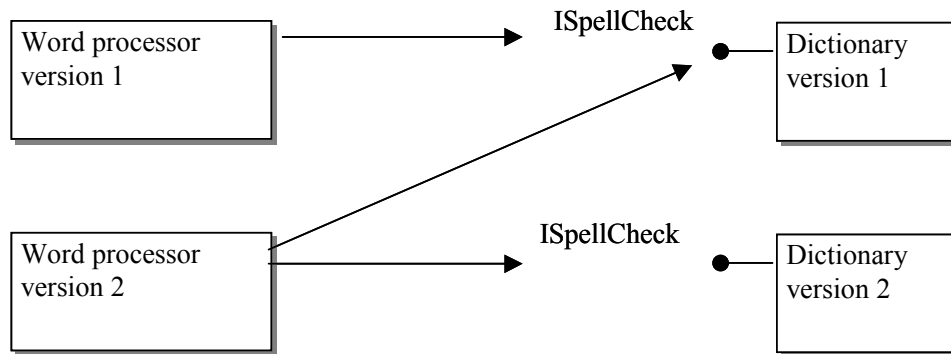 ISpellCheck
Word processor
version 1
Dictionary
version 1
ISpellCheck
Word processor
version 2
Dictionary
version 2